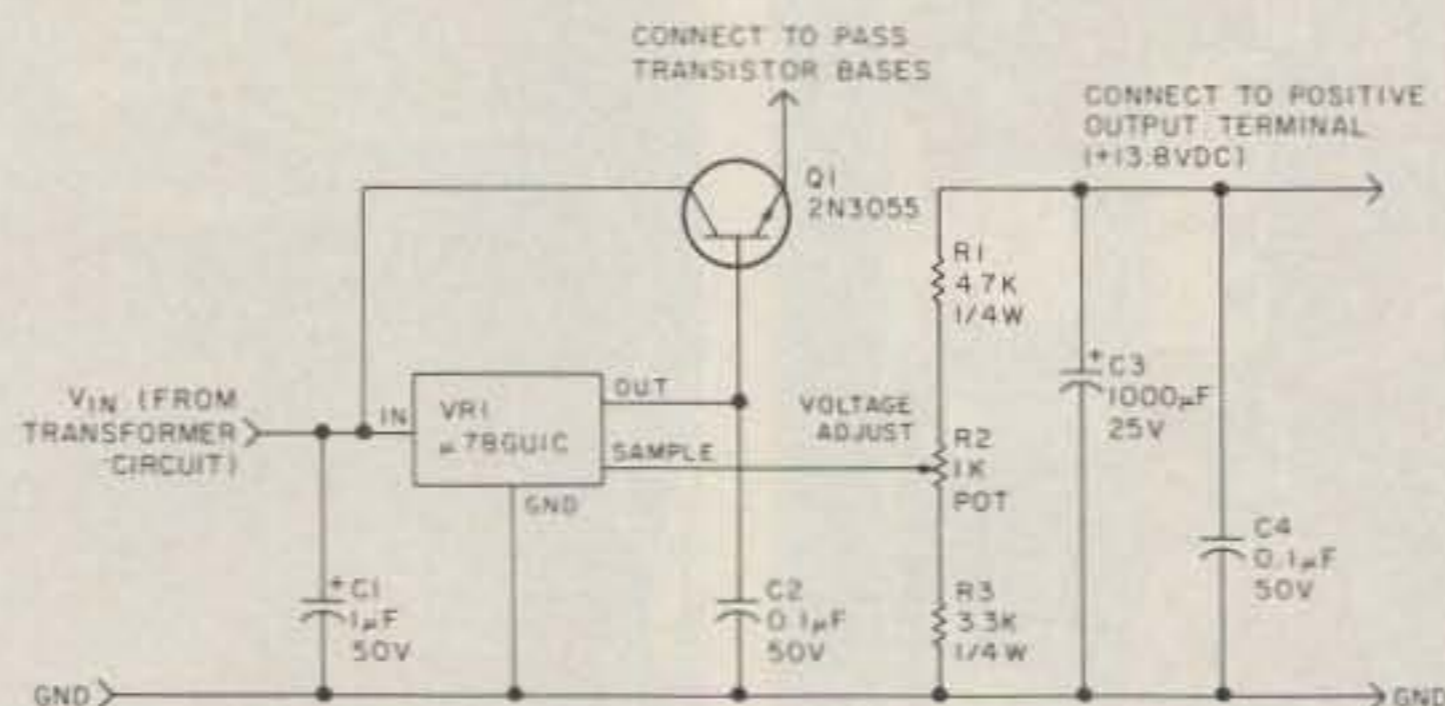 CONNECT TO PASS
TRANSISTOR BASES
CONNECT TO POSITIVE
OUTPUT TERMINAL
(+13.8VDC)
Q1
2N3055
R1
4.7K
1/4W
+
C3
1000µF
25V
VIN (FROM
TRANSFORMER
CIRCUIT)
IN
VR1
µ78GUIC
OUT
SAMPLE
GND
VOLTAGE
ADJUST
R2
1K
POT
C4
0.1µF
50V
+
C1
1µF
50V
C2
0.1µF
50V
R3
3.3K
1/4W
GND
GND